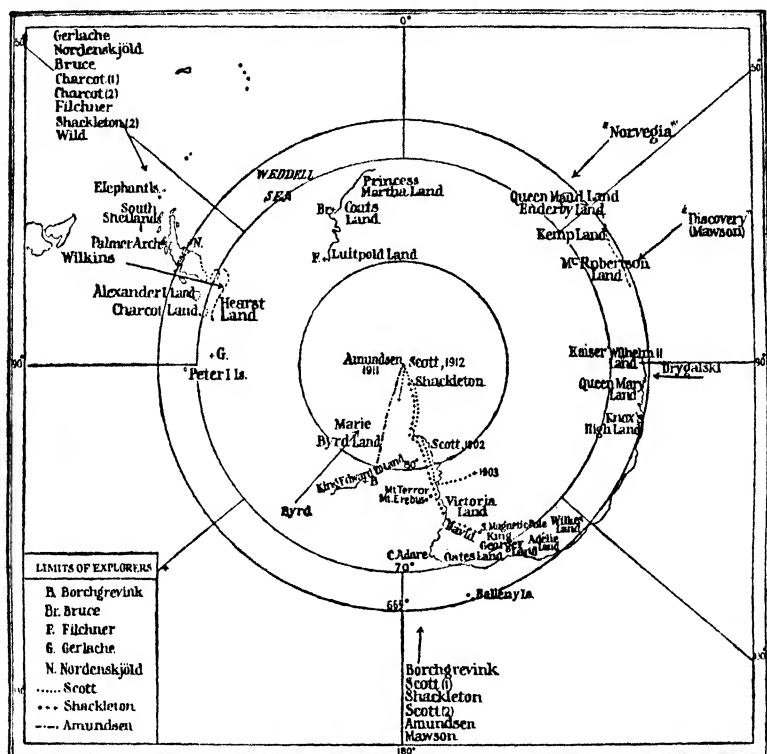 0°
50°
Gerlache
Nordenskjöld
Bruce
Charcot (1)
Charcot (2)
Filchner
Shackleton (2)
Wild
50°
"Norvegia"
WEDDELL
SEA
Princess
Martha Land
Br.
Coats
Land
F.
Luitpold Land
Queen Maud Land
Enderby Land
Kemp Land
"Discovery"
(Mawson)
McRobertson
Land
Elephant Is.
South
Shetlands
Palmer Arch.
N.
Wilkins
Alexander I Land
Charcot Land
Hearst
Land
90°
G.
Peter I Is.
Amundsen
1911
Scott, 1912
Shackleton
Kaiser Wilhelm II
Land
90°
Drygalski
Queen Mary
Land
Knox's
High Land
Marie
Byrd Land
Scott, 1902
King Edward VII Land
80°
B
1903
Byrd
Mt. Terror
Mt. Erebus
Victoria
Land
David
S. Magnetic Pole
King
George V
Land
Adélie
Land
Wilkes
Land
C. Adare
Oates Land
70°
66½°
Balleny Is.
LIMITS OF EXPLORERS
B. Borchgrevink
Br. Bruce
F. Filchner
G. Gerlache
N. Nordenskjöld
Scott
Shackleton
Amundsen
Borchgrevink
Scott (1)
Shackleton
Scott (2)
Amundsen
Mawson
180°